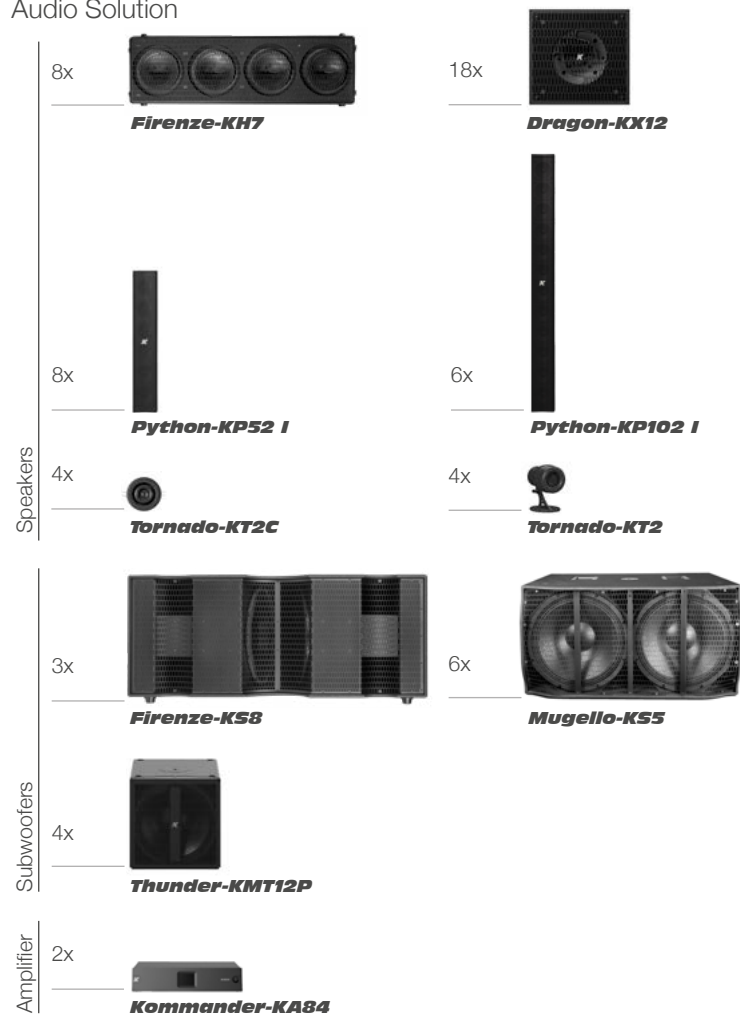 Audio Solution
Speakers
8x
Firenze-KH7
18x
Dragon-KX12
8x
Python-KP52 I
6x
Python-KP102 I
4x
Tornado-KT2C
4x
Tornado-KT2
Subwoofers
3x
Firenze-KS8
6x
Mugello-KS5
4x
Thunder-KMT12P
Amplifier
2x
Kommander-KA84